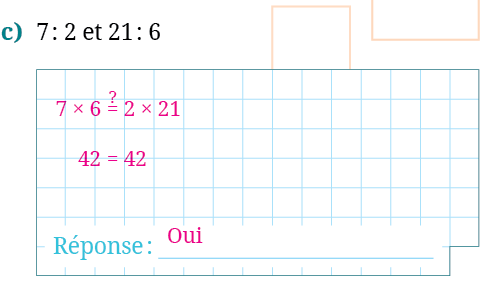 c) 7 : 2 et 21 : 6
7 × 6 ≟ 2 × 21
42 = 42
Réponse : Oui